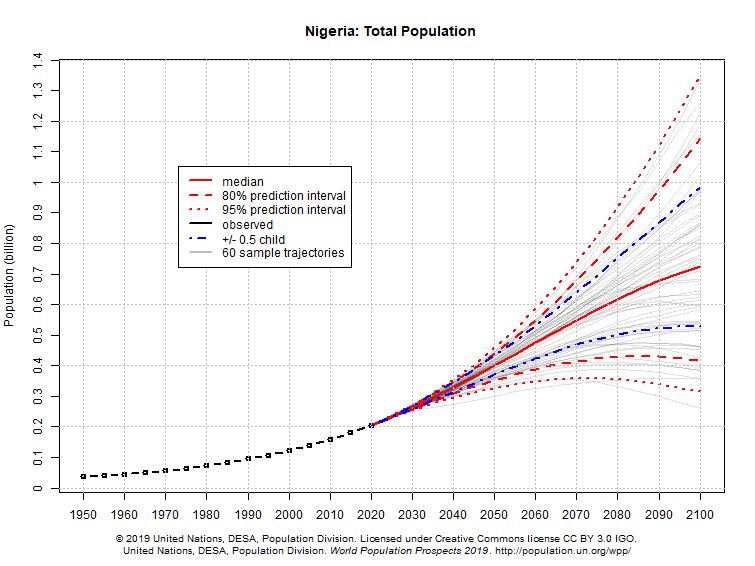 Nigeria: Total Population
Population (billion)
1.4
1.3
1.2
1.1
1
0.9
0.8
0.7
0.6
0.5
0.4
0.3
0.2
0.1
0
median
80% prediction interval
95% prediction interval
observed
+/- 0.5 child
60 sample trajectories
1950 1960 1970 1980 1990 2000 2010 2020 2030 2040 2050 2060 2070 2080 2090 2100
© 2019 United Nations, DESA, Population Division. Licensed under Creative Commons license CC BY 3.0 IGO.
United Nations, DESA, Population Division. World Population Prospects 2019. http://population.un.org/wpp/